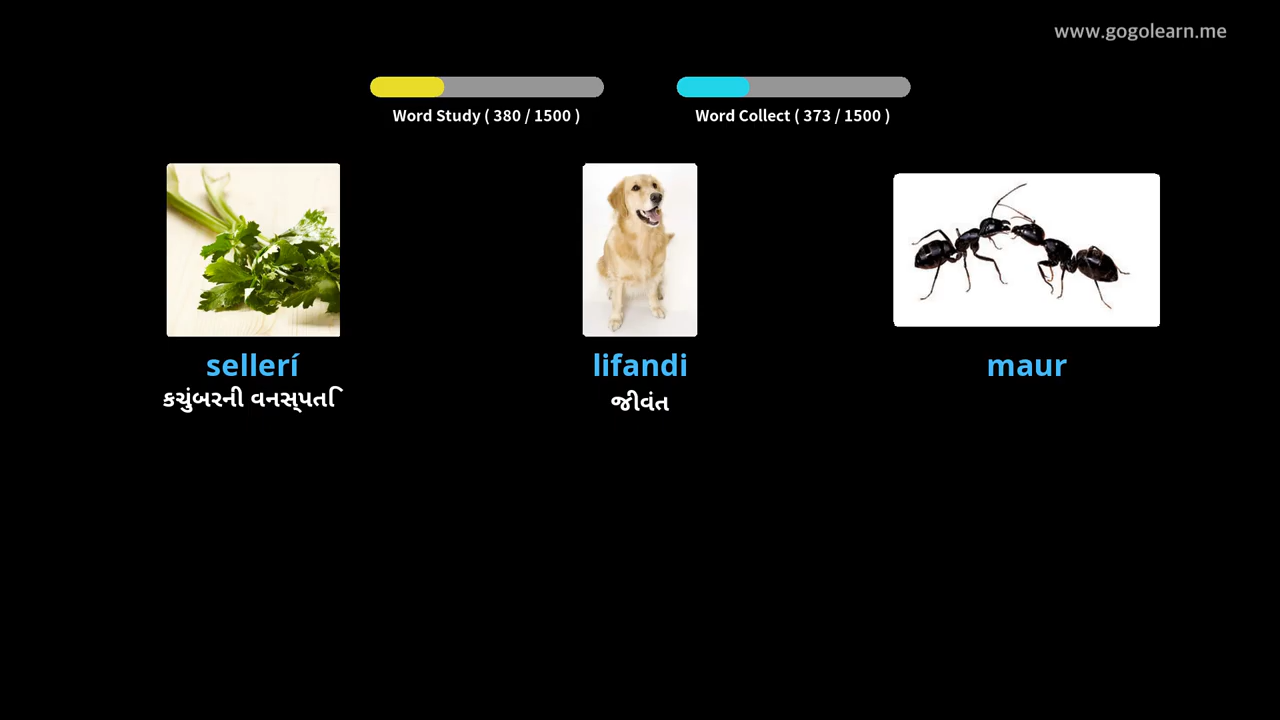 www.gogolearn.me
Word Study ( 380 / 1500 )
Word Collect ( 373 / 1500 )
sellerí
lifandi
maur
કચુંબરની વનસ્પતિ
જીવંત